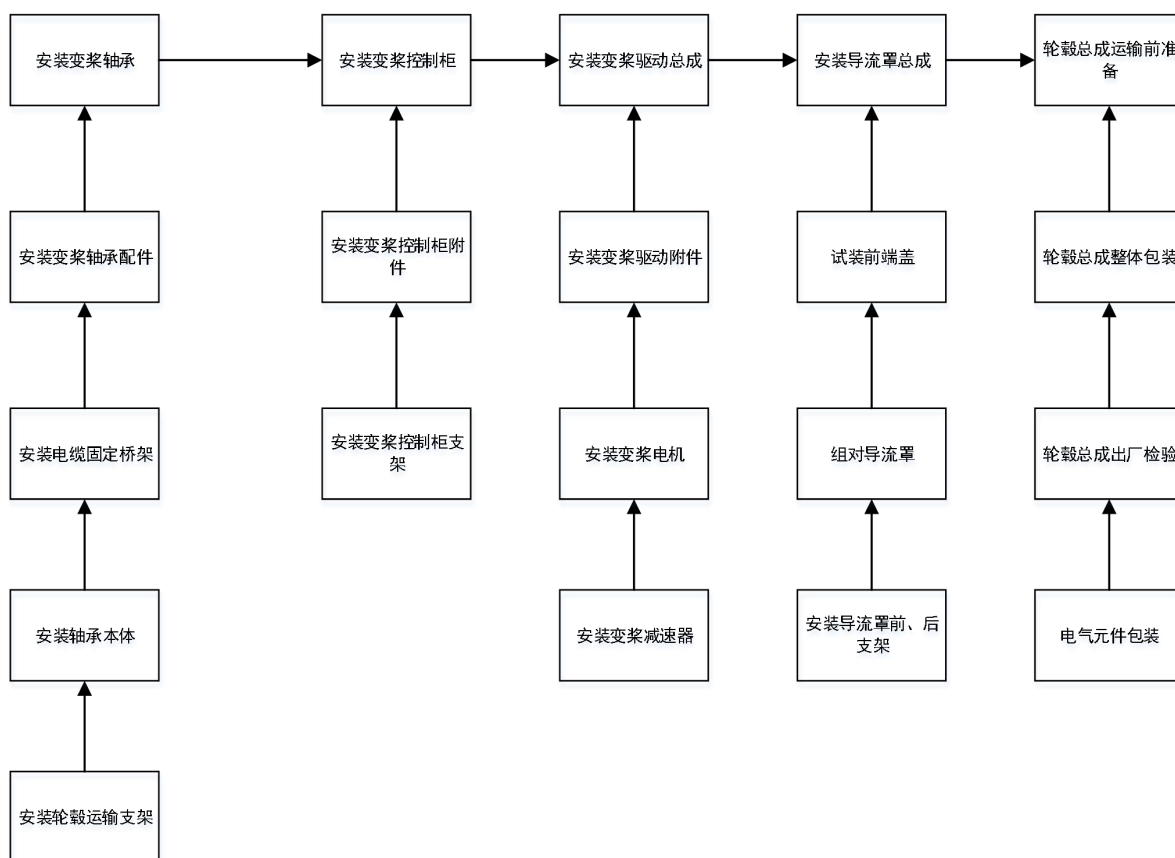 安装变桨轴承
安装变桨控制柜
安装变桨驱动总成
安装导流罩总成
轮毂总成运输前准
备
安装变桨轴承配件
安装变桨控制柜附
件
安装变桨驱动附件
试装前端盖
轮毂总成整体包装
安装电缆固定桥架
安装变桨控制柜支
架
安装变桨电机
组对导流罩
轮毂总成出厂检验
安装轴承本体
安装变桨减速器
安装导流罩前、后
支架
电气元件包装
安装轮毂运输支架